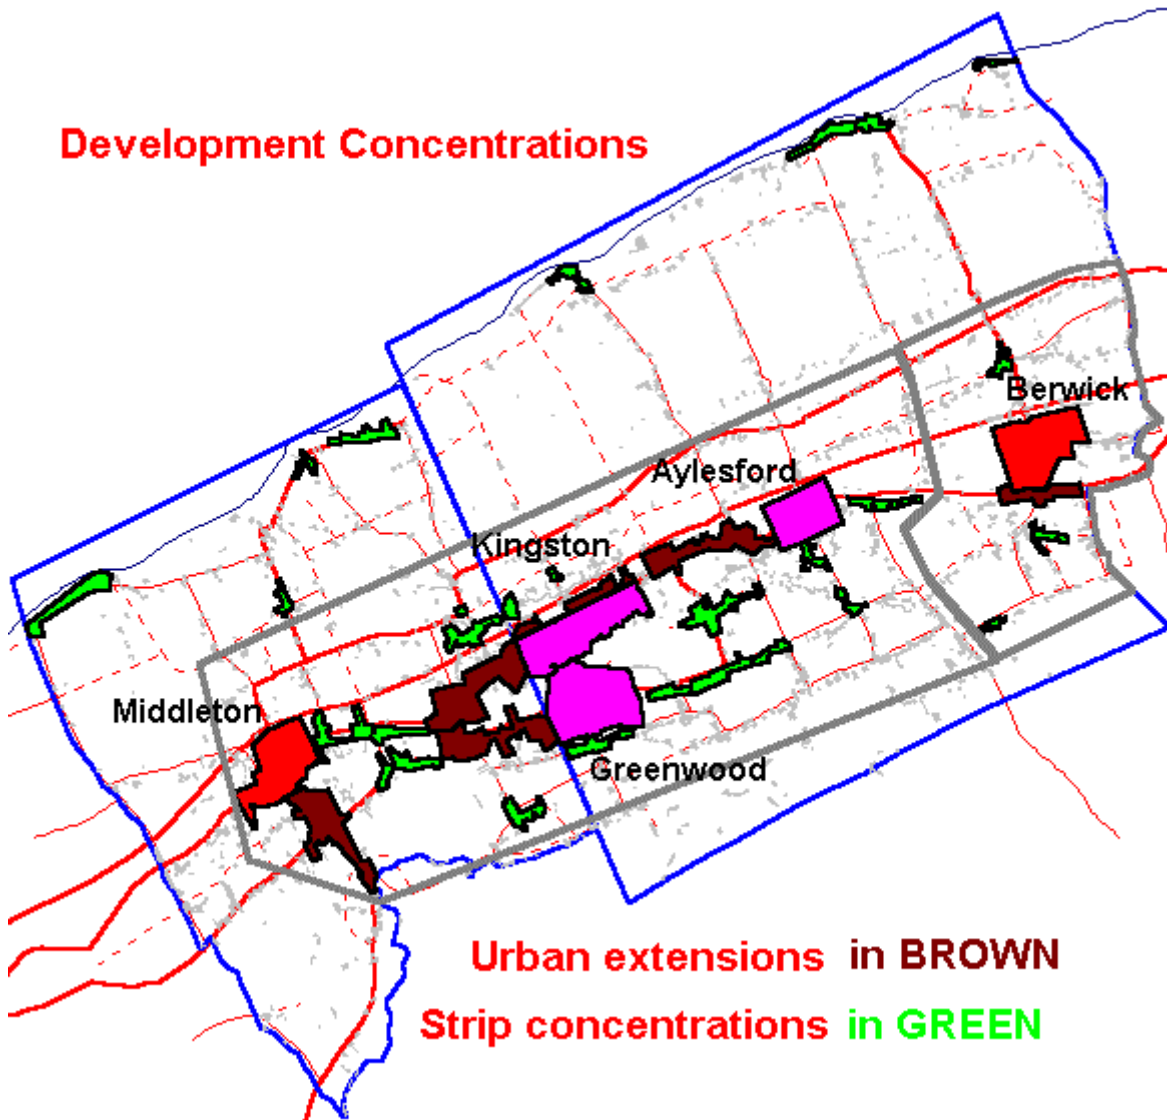 Development Concentrations
Berwick
Aylesford
Kingston
Middleton
Greenwood
Urban extensions in BROWN
Strip concentrations in GREEN